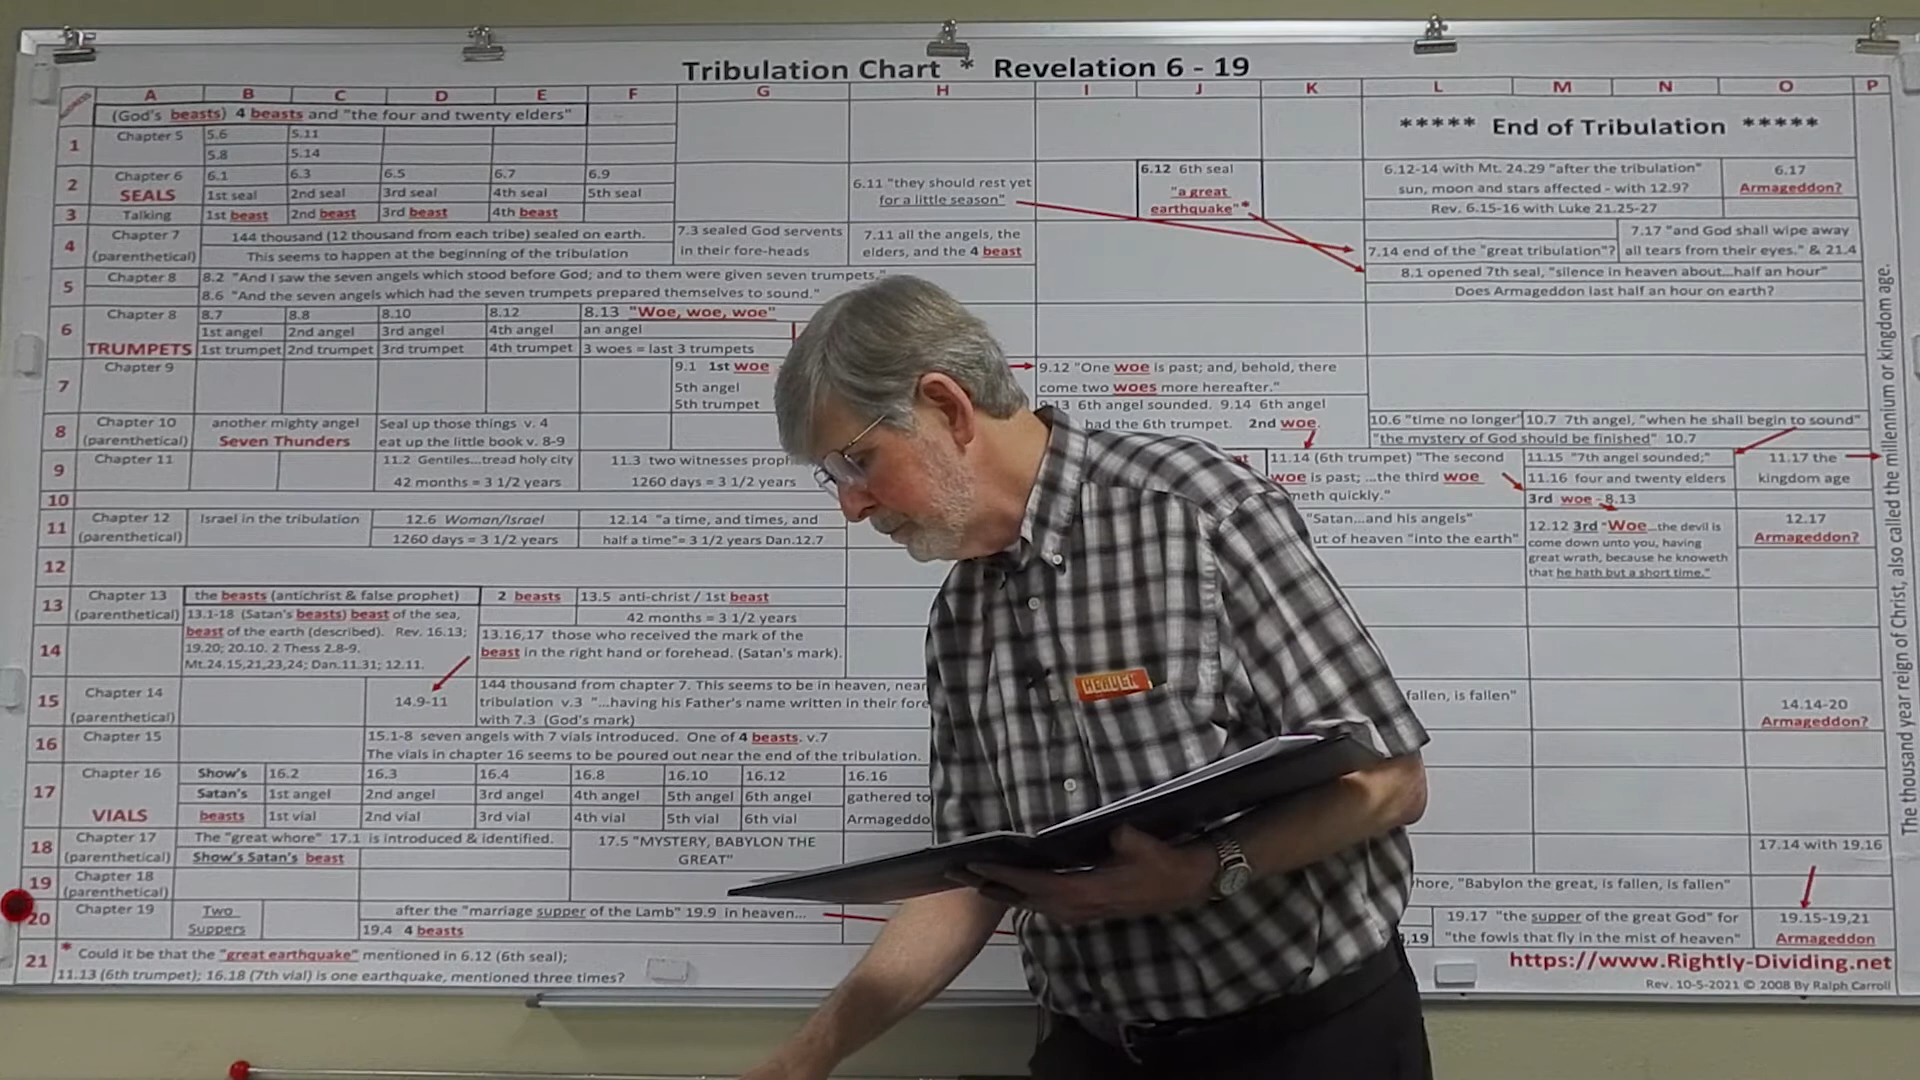 Tribulation Chart * Revelation 6 - 19
A B C D E F G H I J K L M N O P
(God's beasts) 4 beasts and "the four and twenty elders"
***** End of Tribulation *****
1 Chapter 5 5.6 5.11
5.8 5.14
2 Chapter 6 6.1 6.3 6.5 6.7 6.9
SEALS 1st seal 2nd seal 3rd seal 4th seal 5th seal
6.11 "they should rest yet
for a little season"
6.12 6th seal
"a great
earthquake"*
6.12-14 with Mt. 24.29 "after the tribulation"
sun, moon and stars affected - with 12.9?
6.17
Armageddon?
3 Talking 1st beast 2nd beast 3rd beast 4th beast
Rev. 6.15-16 with Luke 21.25-27
4 Chapter 7
(parenthetical)
144 thousand (12 thousand from each tribe) sealed on earth.
This seems to happen at the beginning of the tribulation
7.3 sealed God servents
in their fore-heads
7.11 all the angels, the
elders, and the 4 beast
7.14 end of the "great tribulation"?
7.17 "and God shall wipe away
all tears from their eyes." & 21.4
5 Chapter 8
8.2 "And I saw the seven angels which stood before God; and to them were given seven trumpets."
8.6 "And the seven angels which had the seven trumpets prepared themselves to sound."
8.1 opened 7th seal, "silence in heaven about...half an hour"
Does Armageddon last half an hour on earth?
6 Chapter 8 8.7 8.8 8.10 8.12 8.13 "Woe, woe, woe"
1st angel 2nd angel 3rd angel 4th angel an angel
TRUMPETS 1st trumpet 2nd trumpet 3rd trumpet 4th trumpet 3 woes = last 3 trumpets
7 Chapter 9
9.1 1st woe
5th angel
5th trumpet
9.12 "One woe is past; and, behold, there
come two woes more hereafter."
9.13 6th angel sounded. 9.14 6th angel
had the 6th trumpet. 2nd woe.
8 Chapter 10
(parenthetical)
another mighty angel
Seven Thunders
Seal up those things v. 4
eat up the little book v. 8-9
10.6 "time no longer"
10.7 7th angel, "when he shall begin to sound"
"the mystery of God should be finished" 10.7
9 Chapter 11
11.2 Gentiles...tread holy city
42 months = 3 1/2 years
11.3 two witnesses proph
1260 days = 3 1/2 years
11.14 (6th trumpet) "The second
woe is past; ...the third woe
meth quickly."
11.15 "7th angel sounded;"
11.16 four and twenty elders
11.17 the
kingdom age
10
3rd woe - 8.13
11 Chapter 12
(parenthetical)
Israel in the tribulation
12.6 Woman/Israel
1260 days = 3 1/2 years
12.14 "a time, and times, and
half a time"= 3 1/2 years Dan.12.7
"Satan...and his angels"
ut of heaven "into the earth"
12.12 3rd "Woe...the devil is
come down unto you, having
great wrath, because he knoweth
that he hath but a short time."
12.17
Armageddon?
12
13 Chapter 13
(parenthetical)
the beasts (antichrist & false prophet)
2 beasts
13.5 anti-christ / 1st beast
42 months = 3 1/2 years
13.1-18 (Satan's beasts) beast of the sea,
beast of the earth (described). Rev. 16.13;
19.20; 20.10. 2 Thess 2.8-9.
Mt.24.15,21,23,24; Dan.11.31; 12.11.
14
13.16,17 those who received the mark of the
beast in the right hand or forehead. (Satan's mark).
15 Chapter 14
(parenthetical)
14.9-11
144 thousand from chapter 7. This seems to be in heaven, near
tribulation v.3 "...having his Father's name written in their fore
with 7.3 (God's mark)
fallen, is fallen"
14.14-20
Armageddon?
16 Chapter 15
15.1-8 seven angels with 7 vials introduced. One of 4 beasts. v.7
The vials in chapter 16 seems to be poured out near the end of the tribulation.
17 Chapter 16 Show's 16.2 16.3 16.4 16.8 16.10 16.12 16.16
Satan's 1st angel 2nd angel 3rd angel 4th angel 5th angel 6th angel gathered to
VIALS beasts 1st vial 2nd vial 3rd vial 4th vial 5th vial 6th vial Armageddo
18 Chapter 17
(parenthetical)
The "great whore" 17.1 is introduced & identified.
Show's Satan's beast
17.5 "MYSTERY, BABYLON THE
GREAT"
17.14 with 19.16
19 Chapter 18
(parenthetical)
hore, "Babylon the great, is fallen, is fallen"
20 Chapter 19
Two
Suppers
after the "marriage supper of the Lamb" 19.9 in heaven...
19.4 4 beasts
,19
19.17 "the supper of the great God" for
"the fowls that fly in the mist of heaven"
19.15-19,21
Armageddon
21 * Could it be that the "great earthquake" mentioned in 6.12 (6th seal);
11.13 (6th trumpet); 16.18 (7th vial) is one earthquake, mentioned three times?
https://www.Rightly-Dividing.net
Rev. 10-5-2021 © 2008 By Ralph Carroll
The thousand year reign of Christ, also called the millennium or kingdom age.
HEAVEN